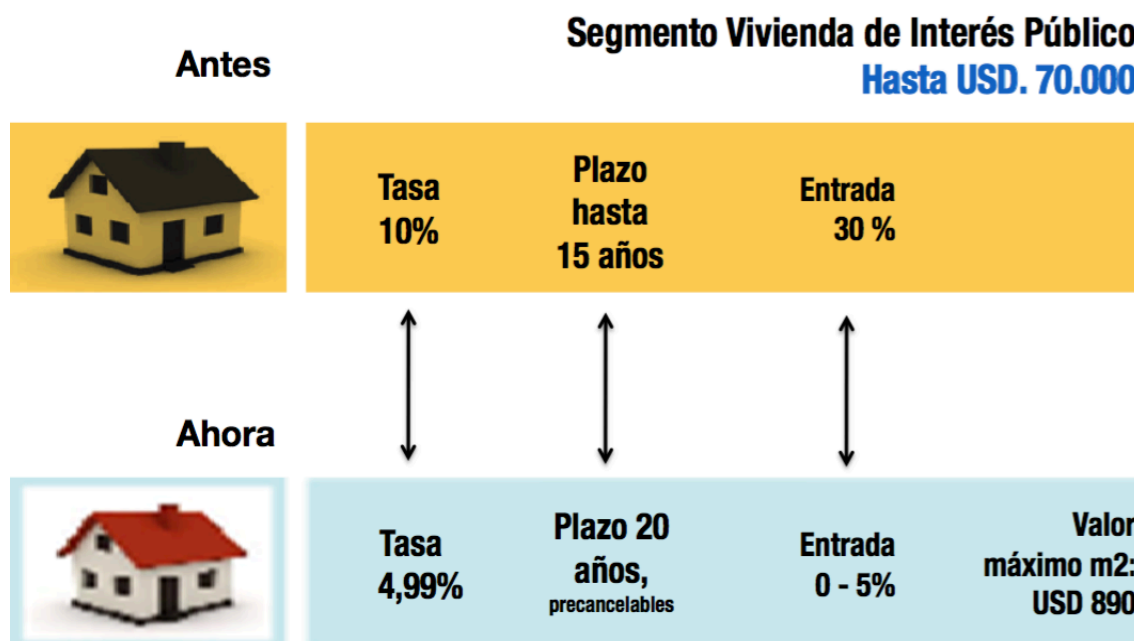 Segmento Vivienda de Interés Público
Hasta USD. 70.000
Antes
Tasa
10%
Plazo
hasta
15 años
Entrada
30 %
Ahora
Tasa
4,99%
Plazo 20
años,
precancelables
Entrada
0 - 5%
Valor
máximo m2:
USD 890